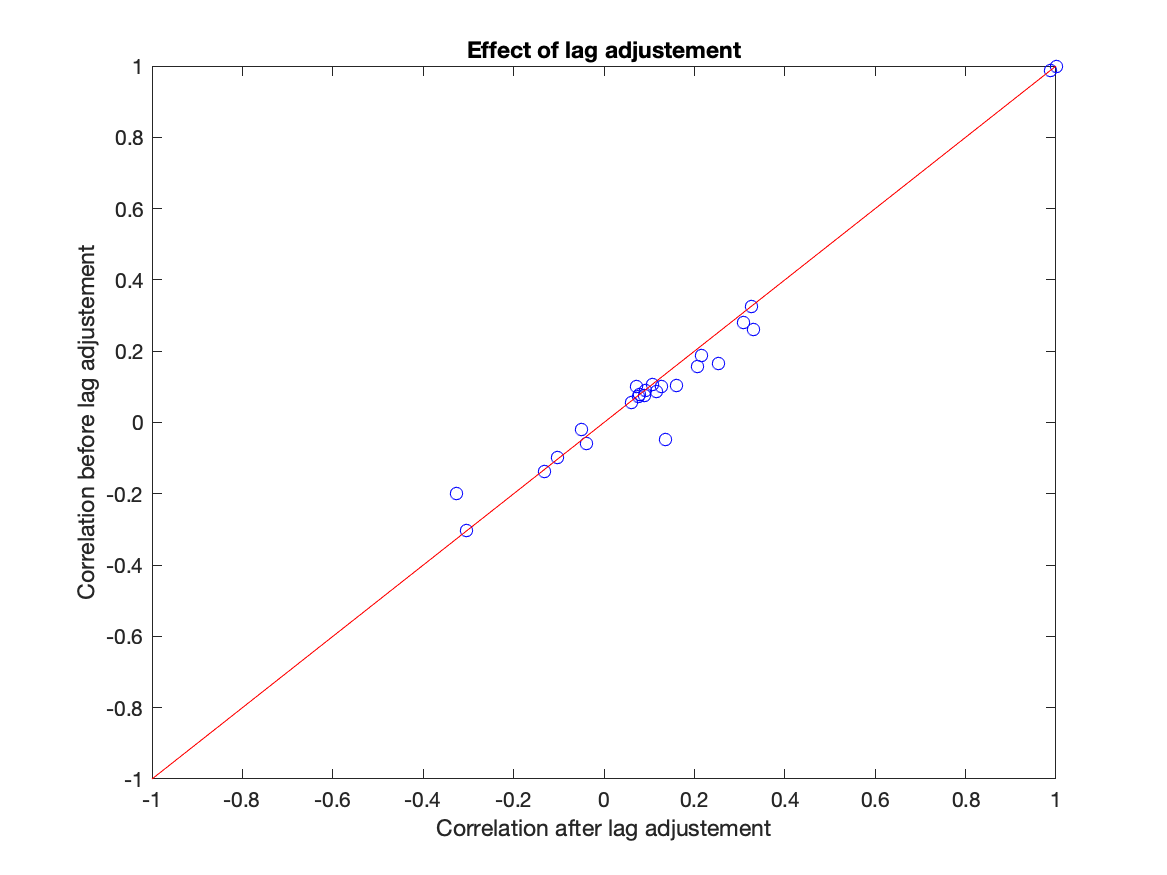 Effect of lag adjustement
1
0.8
0.6
0.4
0.2
0
-0.2
-0.4
-0.6
-0.8
-1
Correlation before lag adjustement
-1 -0.8 -0.6 -0.4 -0.2 0 0.2 0.4 0.6 0.8 1
Correlation after lag adjustement